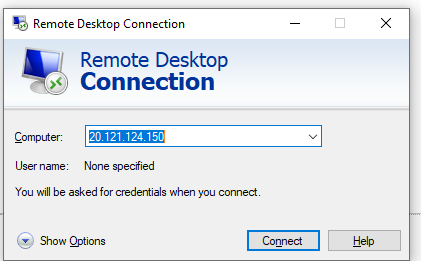 Remote Desktop Connection
Remote Desktop
Connection
Computer: 20.121.124.150
User name: None specified
You will be asked for credentials when you connect.
Show Options Connect Help